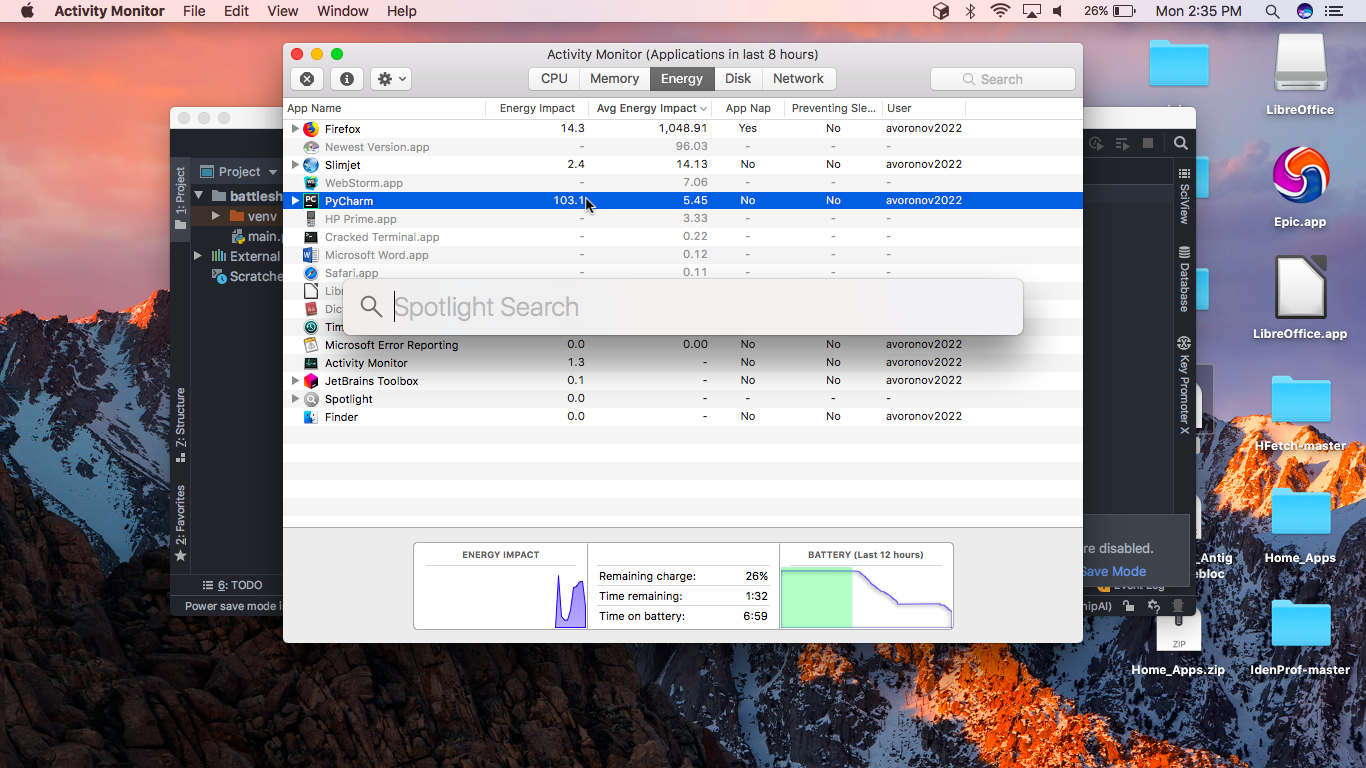 Activity Monitor File Edit View Window Help 26% Mon 2:35 PM
Activity Monitor (Applications in last 8 hours)
CPU Memory Energy Disk Network Search
App Name Energy Impact Avg Energy Impact App Nap Preventing Sle... User
Firefox 14.3 1,048.91 Yes No avoronov2022
Newest Version.app - 96.03 - - -
Slimjet 2.4 14.13 No No avoronov2022
WebStorm.app - 7.06 - - -
PyCharm 103.1 5.45 No No avoronov2022
HP Prime.app - 3.33 - - -
Cracked Terminal.app - 0.22 - - -
Microsoft Word.app - 0.12 - - -
Safari.app - 0.11 - - -
Spotlight Search
Microsoft Error Reporting 0.0 0.00 No No avoronov2022
Activity Monitor 1.3 - No No avoronov2022
JetBrains Toolbox 0.1 - No No avoronov2022
Spotlight 0.0 - - - -
Finder 0.0 - No No avoronov2022
ENERGY IMPACT
Remaining charge: 26%
Time remaining: 1:32
Time on battery: 6:59
BATTERY (Last 12 hours)
1: Project
Project
battlesh
venv
main.p
External
Scratche
Z: Structure
2: Favorites
6: TODO
Power save mode i
SciView
Database
Key Promoter X
re disabled.
Save Mode
Event Log
LibreOffice
Epic.app
LibreOffice.app
HFetch-master
Home_Apps
_Antig
ebloc
Home_Apps.zip
ZIP
IdenProf-master